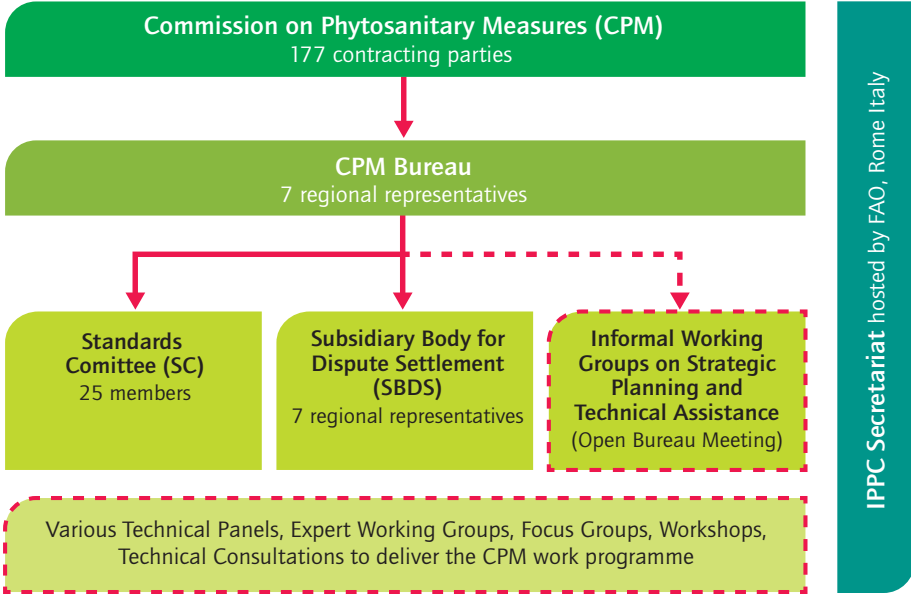 Commission on Phytosanitary Measures (CPM)
177 contracting parties
CPM Bureau
7 regional representatives
Standards
Comittee (SC)
25 members
Subsidiary Body for
Dispute Settlement
(SBDS)
7 regional representatives
Informal Working
Groups on Strategic
Planning and
Technical Assistance
(Open Bureau Meeting)
Various Technical Panels, Expert Working Groups, Focus Groups, Workshops,
Technical Consultations to deliver the CPM work programme
IPPC Secretariat hosted by FAO, Rome Italy